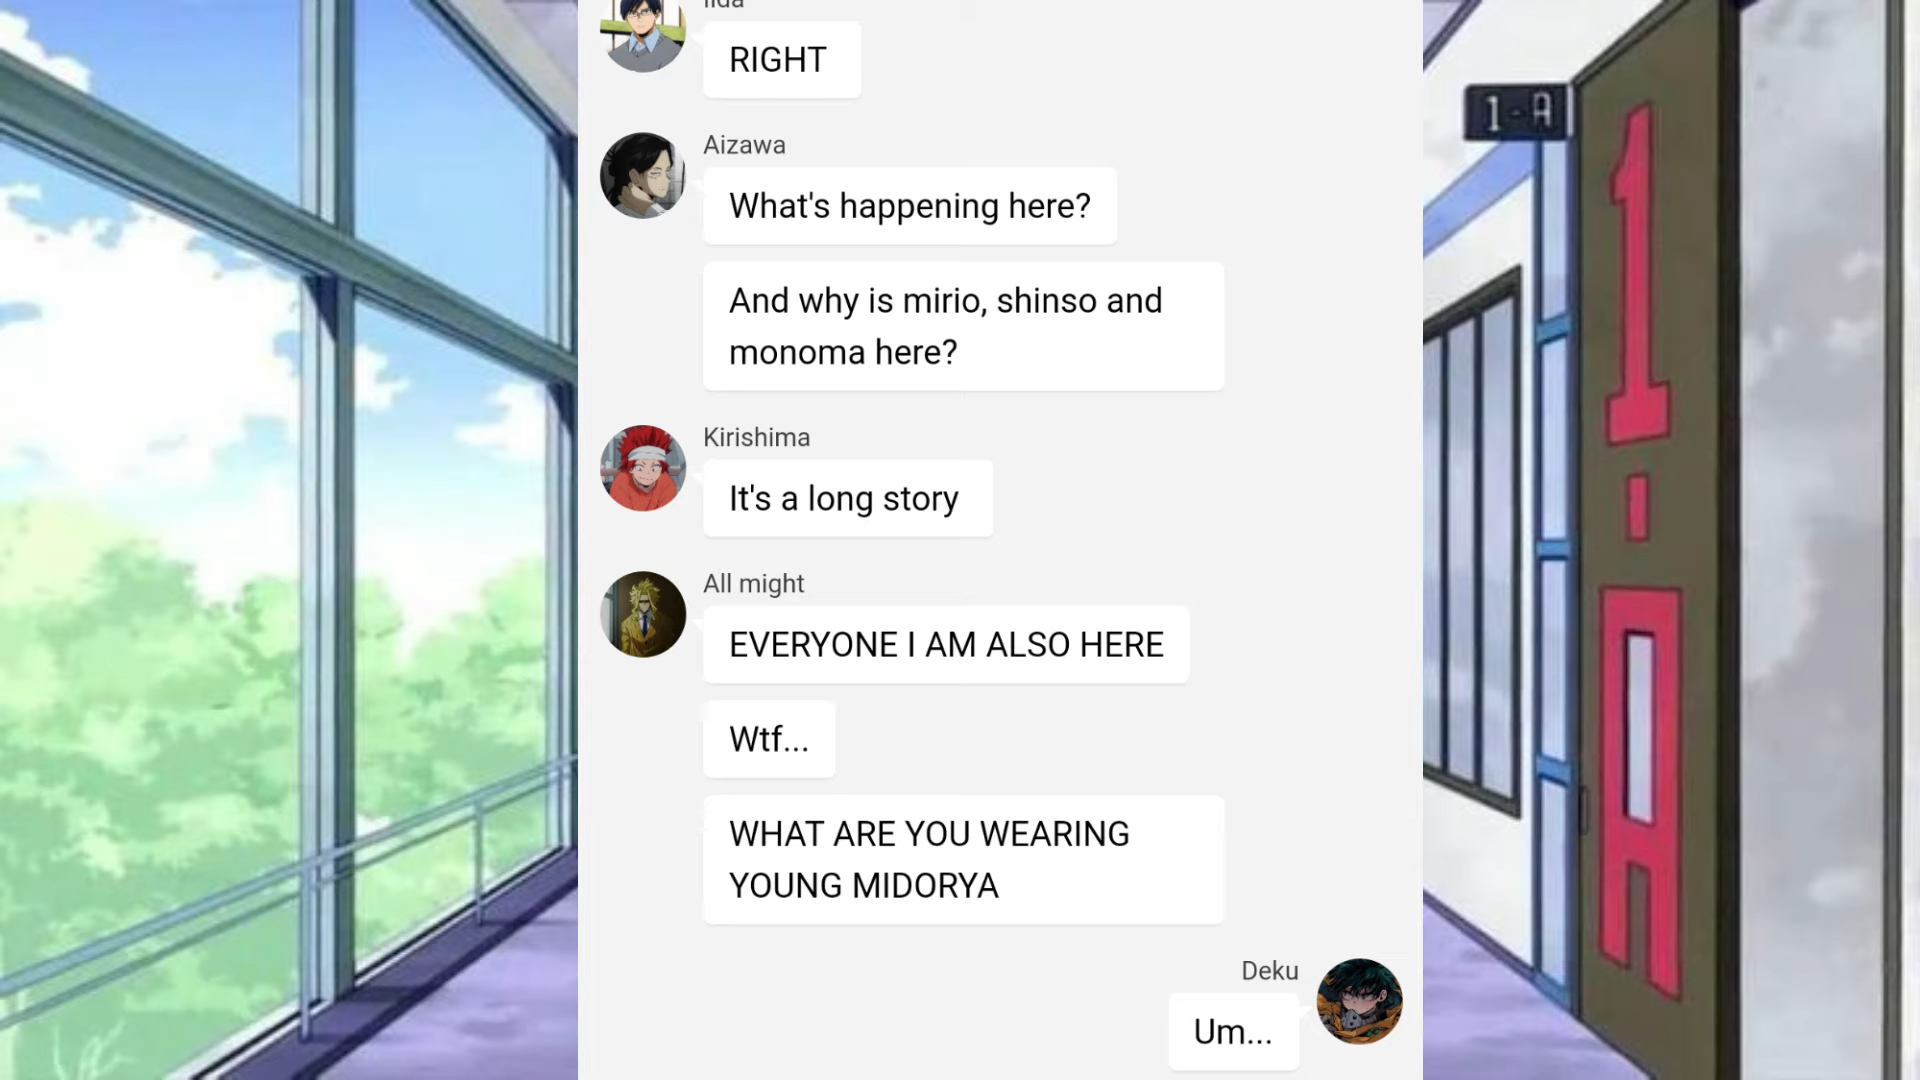 Iida
RIGHT
Aizawa
What's happening here?
And why is mirio, shinso and
monoma here?
Kirishima
It's a long story
All might
EVERYONE I AM ALSO HERE
Wtf...
WHAT ARE YOU WEARING
YOUNG MIDORYA
Deku
Um...
1-A
1-A